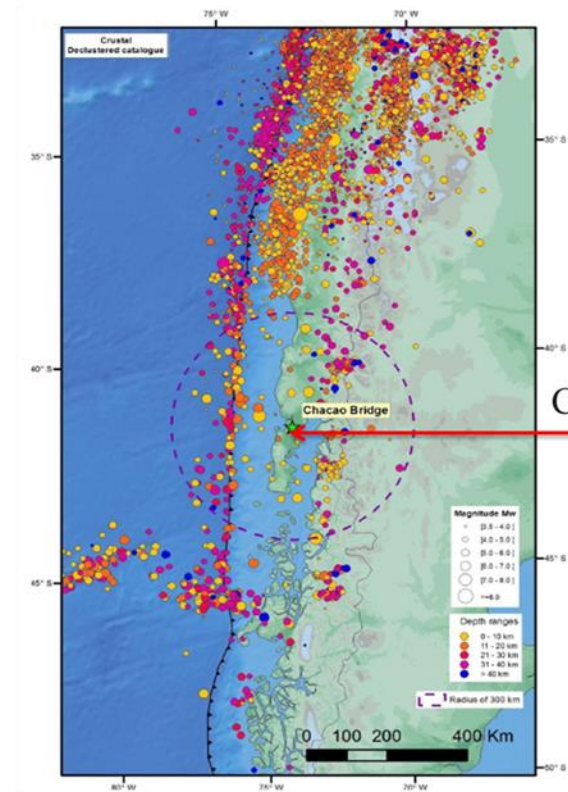 75° W
70° W
Crustal
Declustered catalogue
35° S
35° S
40° S
40° S
Chacao Bridge
C
Magnitude Mw
[3.8 - 4.0 ]
]4.0 - 5.0 ]
]5.0 - 6.0 ]
]6.0 - 7.0 ]
]7.0 - 8.0 ]
>=8.0
45° S
45° S
Depth ranges
0 - 10 km
11 - 20 km
21 - 30 km
31 - 40 km
> 40 km
Radius of 300 km
0 100 200 400 Km
50° S
80° W
75° W
70° W